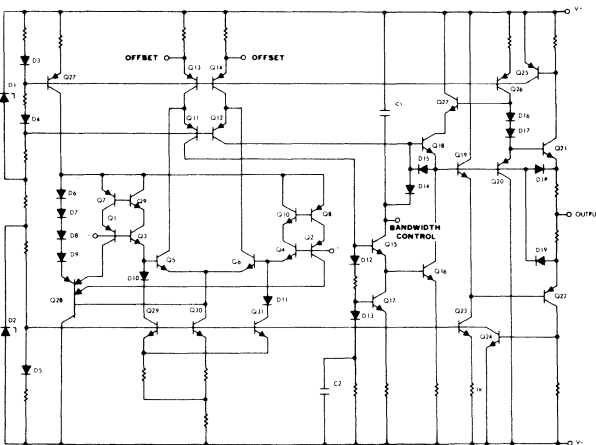 V-
D3
OFFSET
OFFSET
Q13
Q14
Q25
Q27
D1
Q26
C1
Q27
D4
Q11
Q12
D16
D17
Q18
Q19
Q21
D15
Q20
D18
D6
Q7
Q9
Q10
Q8
D14
D7
Q1
OUTPU
BANDWIDTH
CONTROL
D8
Q3
Q4
Q2
Q15
D9
Q5
Q6
D12
D19
D10
Q16
Q28
D11
Q17
Q22
Q29
Q30
Q31
D13
Q23
D2
Q24
D5
C2
1K
V-